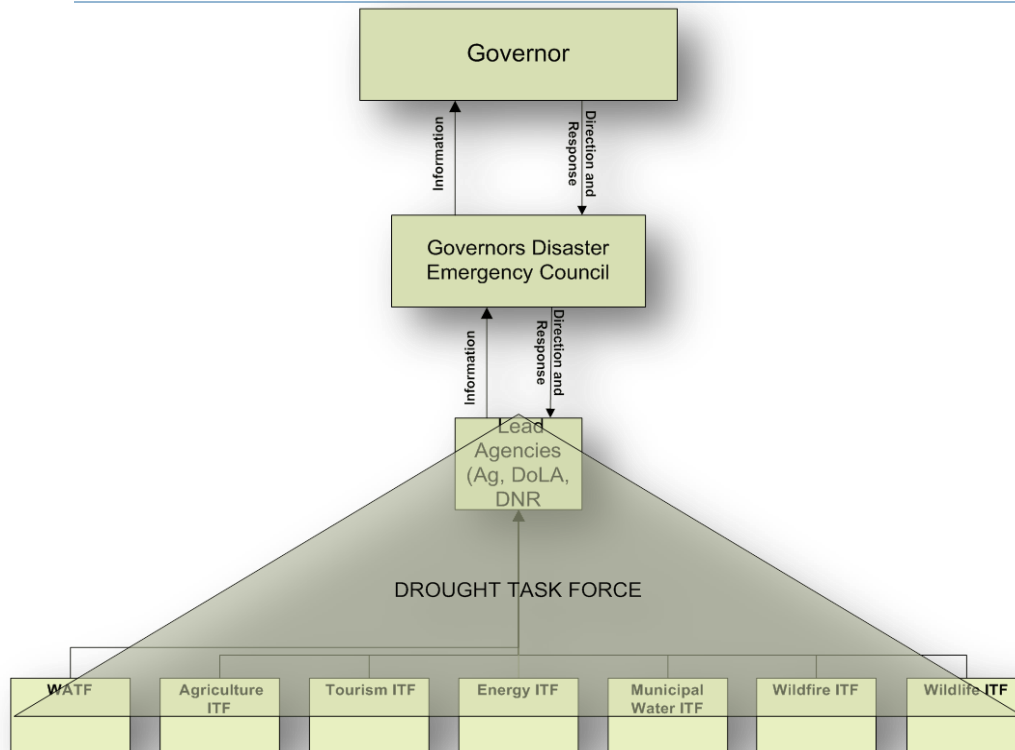 Governor
Information
Direction and
Response
Governors Disaster
Emergency Council
Information
Direction and
Response
Lead
Agencies
(Ag, DoLA,
DNR
DROUGHT TASK FORCE
WATF
Agriculture
ITF
Tourism ITF
Energy ITF
Municipal
Water ITF
Wildfire ITF
Wildlife ITF